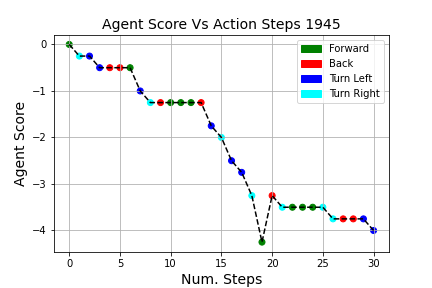 Agent Score Vs Action Steps 1945
Forward
Back
Turn Left
Turn Right
Agent Score
0
−1
−2
−3
−4
0 5 10 15 20 25 30
Num. Steps